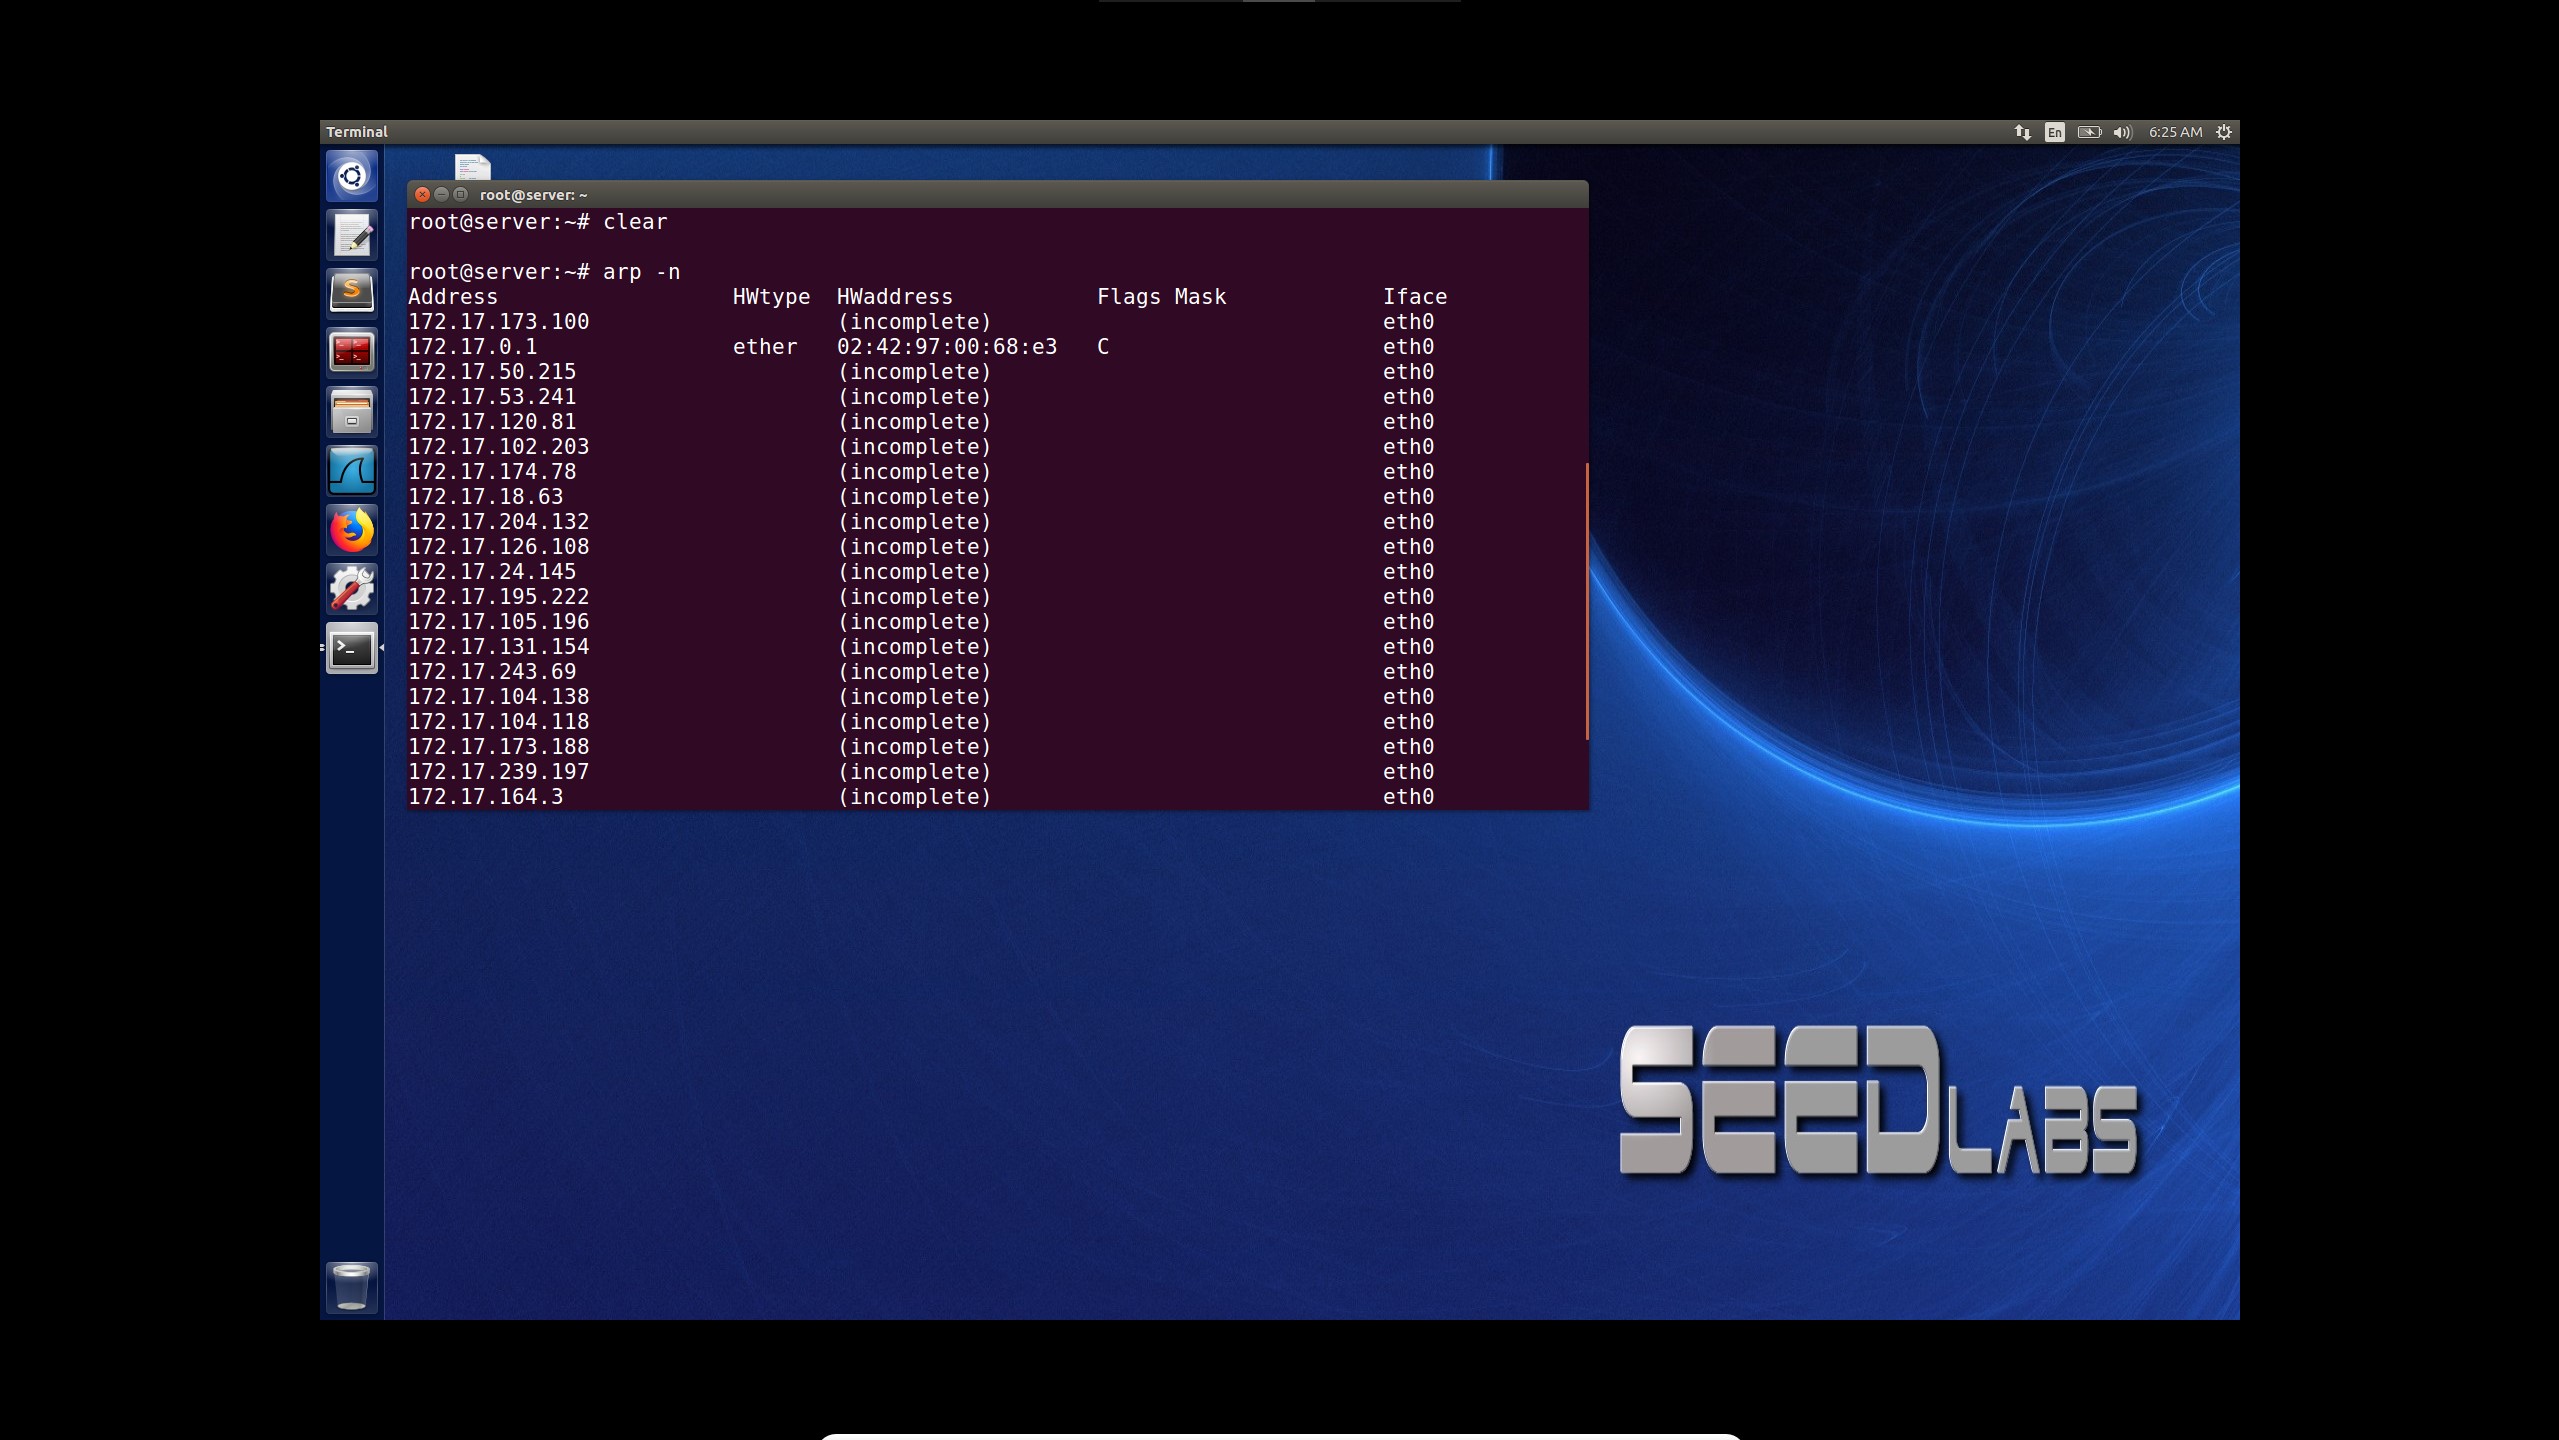 Terminal
En
6:25 AM
root@server: ~
root@server:~# clear
root@server:~# arp -n
Address HWtype HWaddress Flags Mask Iface
172.17.173.100 (incomplete) eth0
172.17.0.1 ether 02:42:97:00:68:e3 C eth0
172.17.50.215 (incomplete) eth0
172.17.53.241 (incomplete) eth0
172.17.120.81 (incomplete) eth0
172.17.102.203 (incomplete) eth0
172.17.174.78 (incomplete) eth0
172.17.18.63 (incomplete) eth0
172.17.204.132 (incomplete) eth0
172.17.126.108 (incomplete) eth0
172.17.24.145 (incomplete) eth0
172.17.195.222 (incomplete) eth0
172.17.105.196 (incomplete) eth0
172.17.131.154 (incomplete) eth0
172.17.243.69 (incomplete) eth0
172.17.104.138 (incomplete) eth0
172.17.104.118 (incomplete) eth0
172.17.173.188 (incomplete) eth0
172.17.239.197 (incomplete) eth0
172.17.164.3 (incomplete) eth0
SEEDLABS